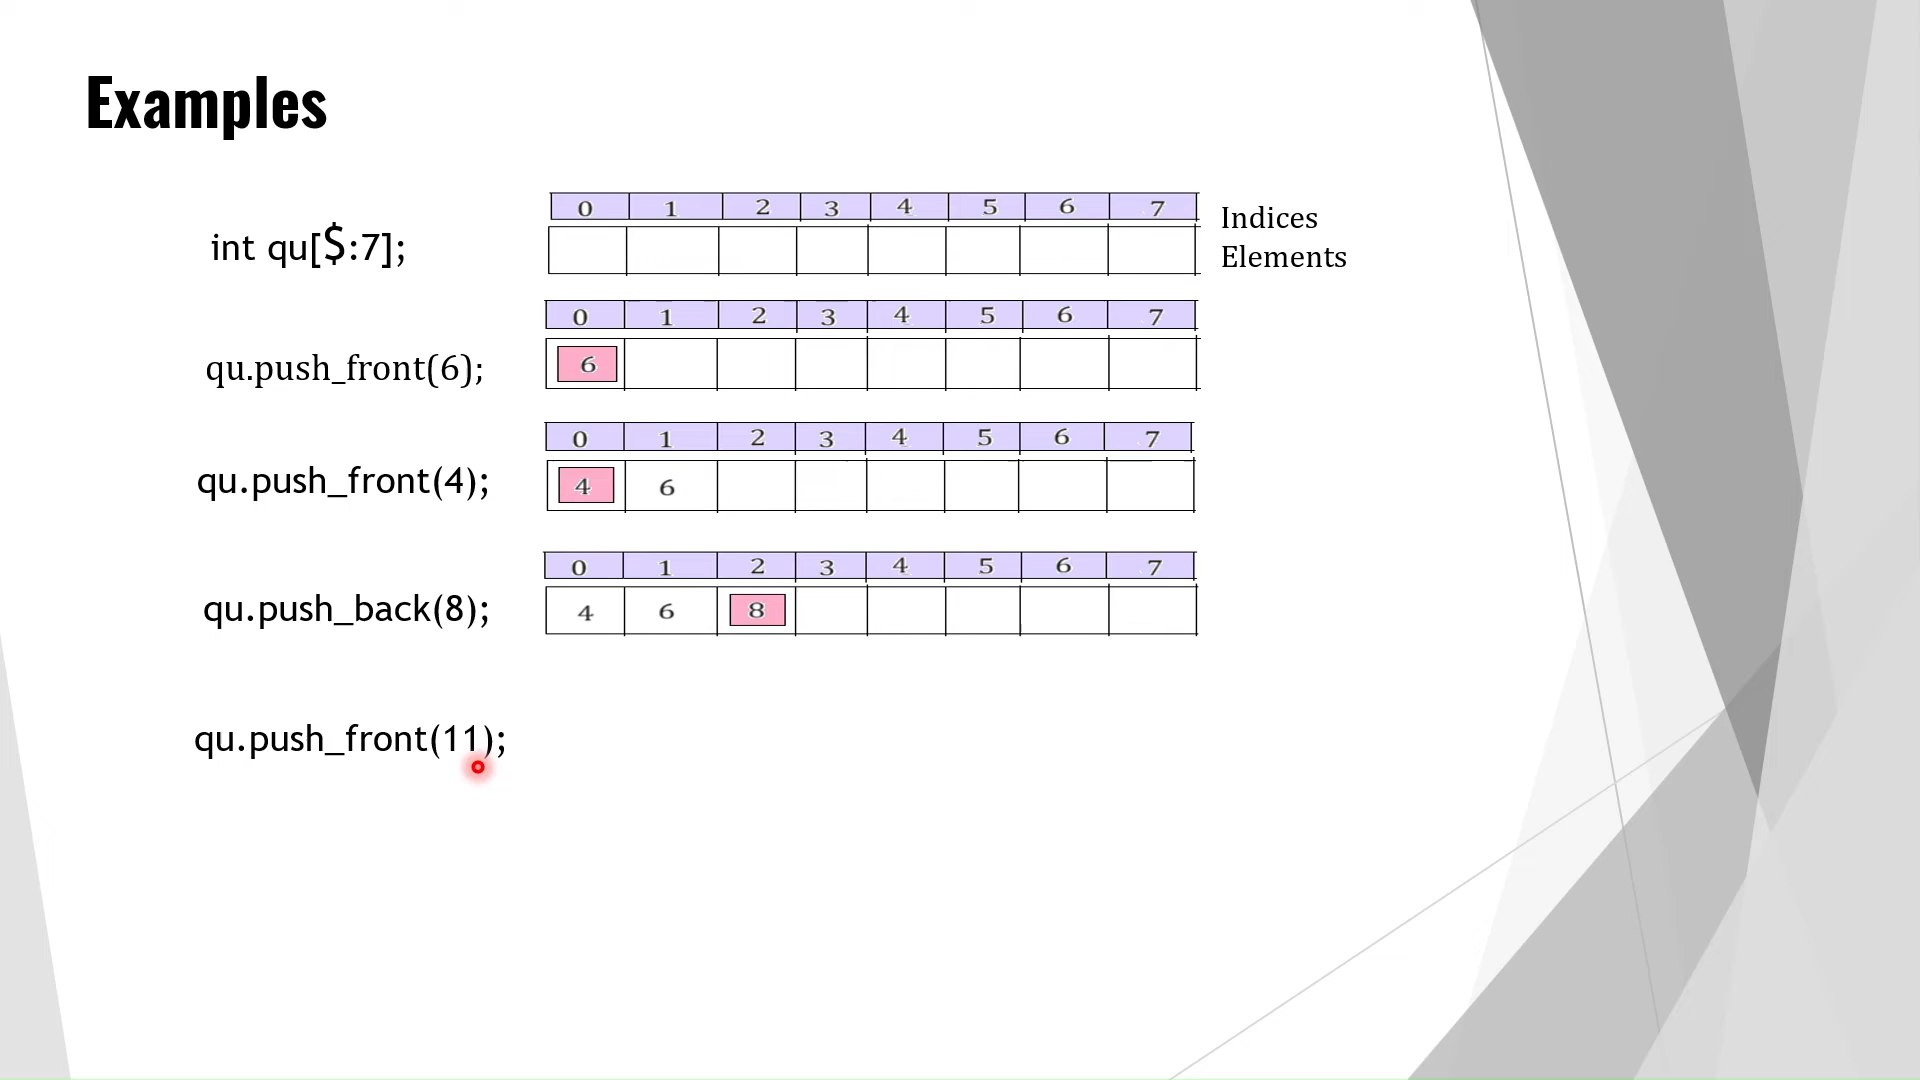 Examples
int qu[$:7];
0 1 2 3 4 5 6 7
Indices
Elements
qu.push_front(6);
0 1 2 3 4 5 6 7
6
qu.push_front(4);
0 1 2 3 4 5 6 7
4 6
qu.push_back(8);
0 1 2 3 4 5 6 7
4 6 8
qu.push_front(11);